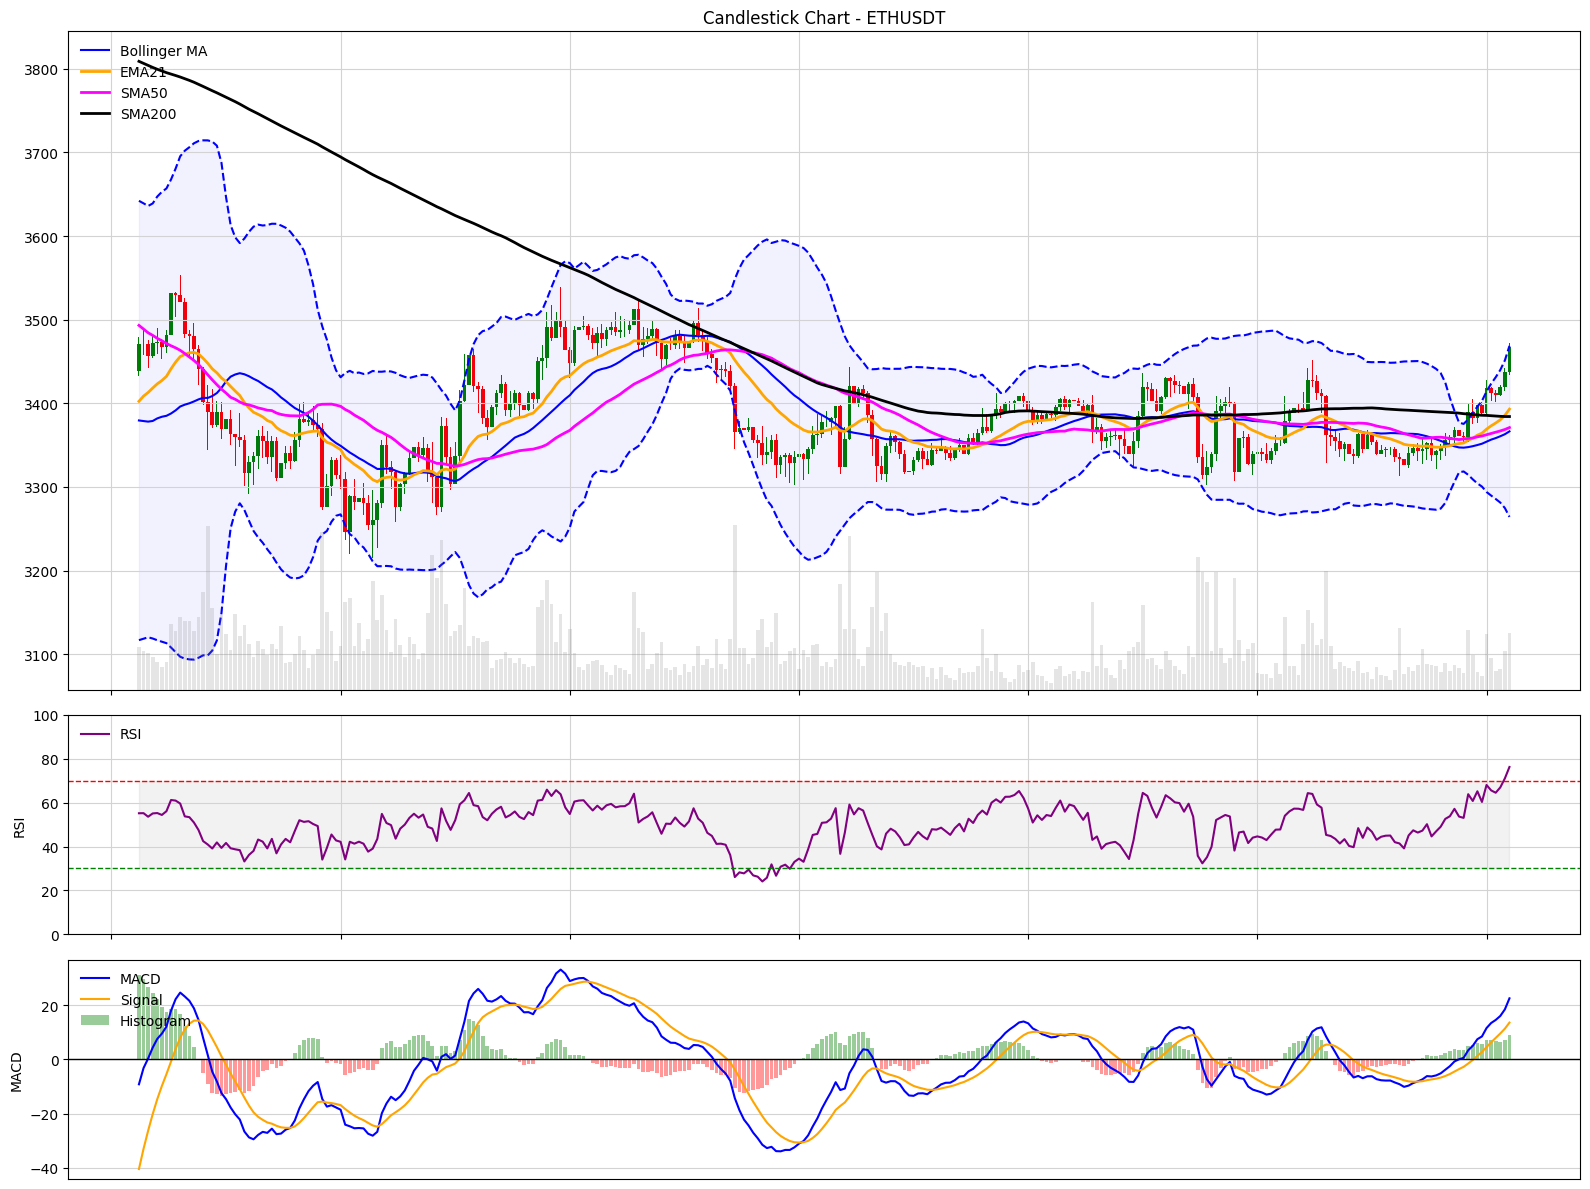 Candlestick Chart - ETHUSDT
Bollinger MA
EMA21
SMA50
SMA200
3800
3700
3600
3500
3400
3300
3200
3100
RSI
100
80
60
40
20
0
RSI
MACD
Signal
Histogram
20
0
−20
−40
MACD